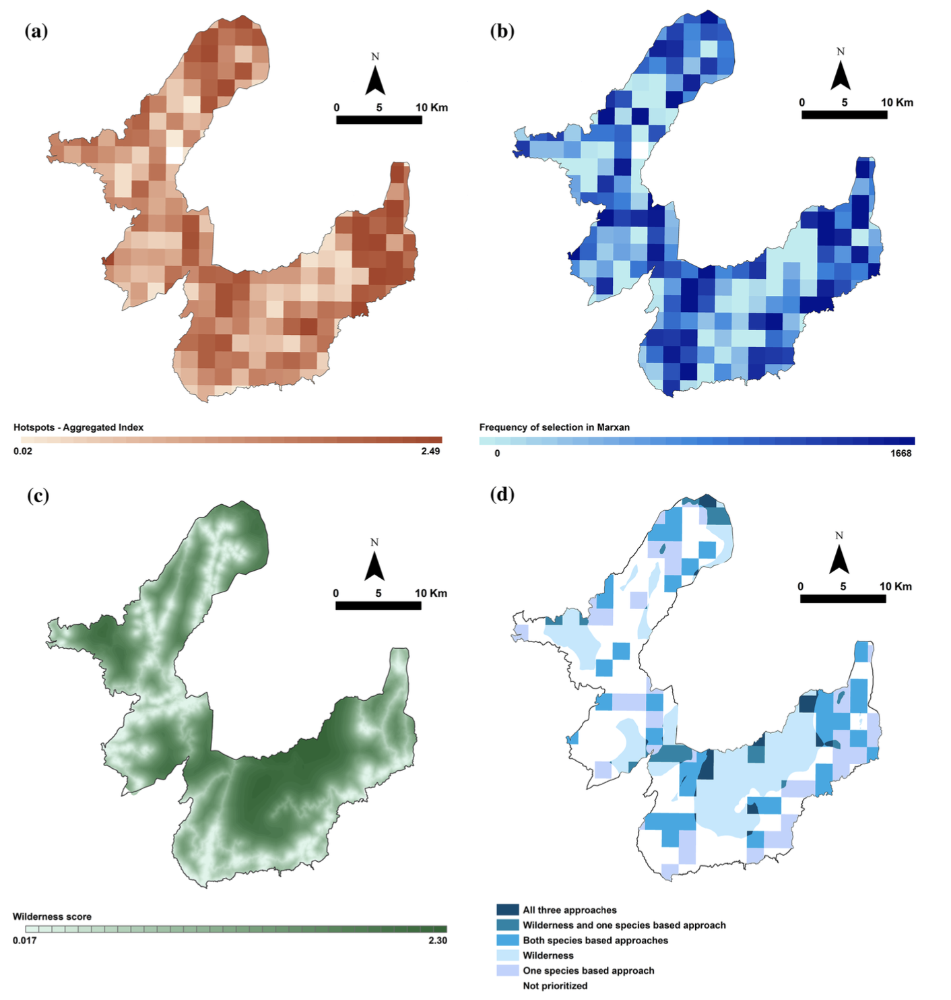 (a)
N
0 5 10 Km
Hotspots - Aggregated Index
0.02 2.49
(b)
N
0 5 10 Km
Frequency of selection in Marxan
0 1668
(c)
N
0 5 10 Km
Wilderness score
0.017 2.30
(d)
N
0 5 10 Km
All three approaches
Wilderness and one species based approach
Both species based approaches
Wilderness
One species based approach
Not prioritized